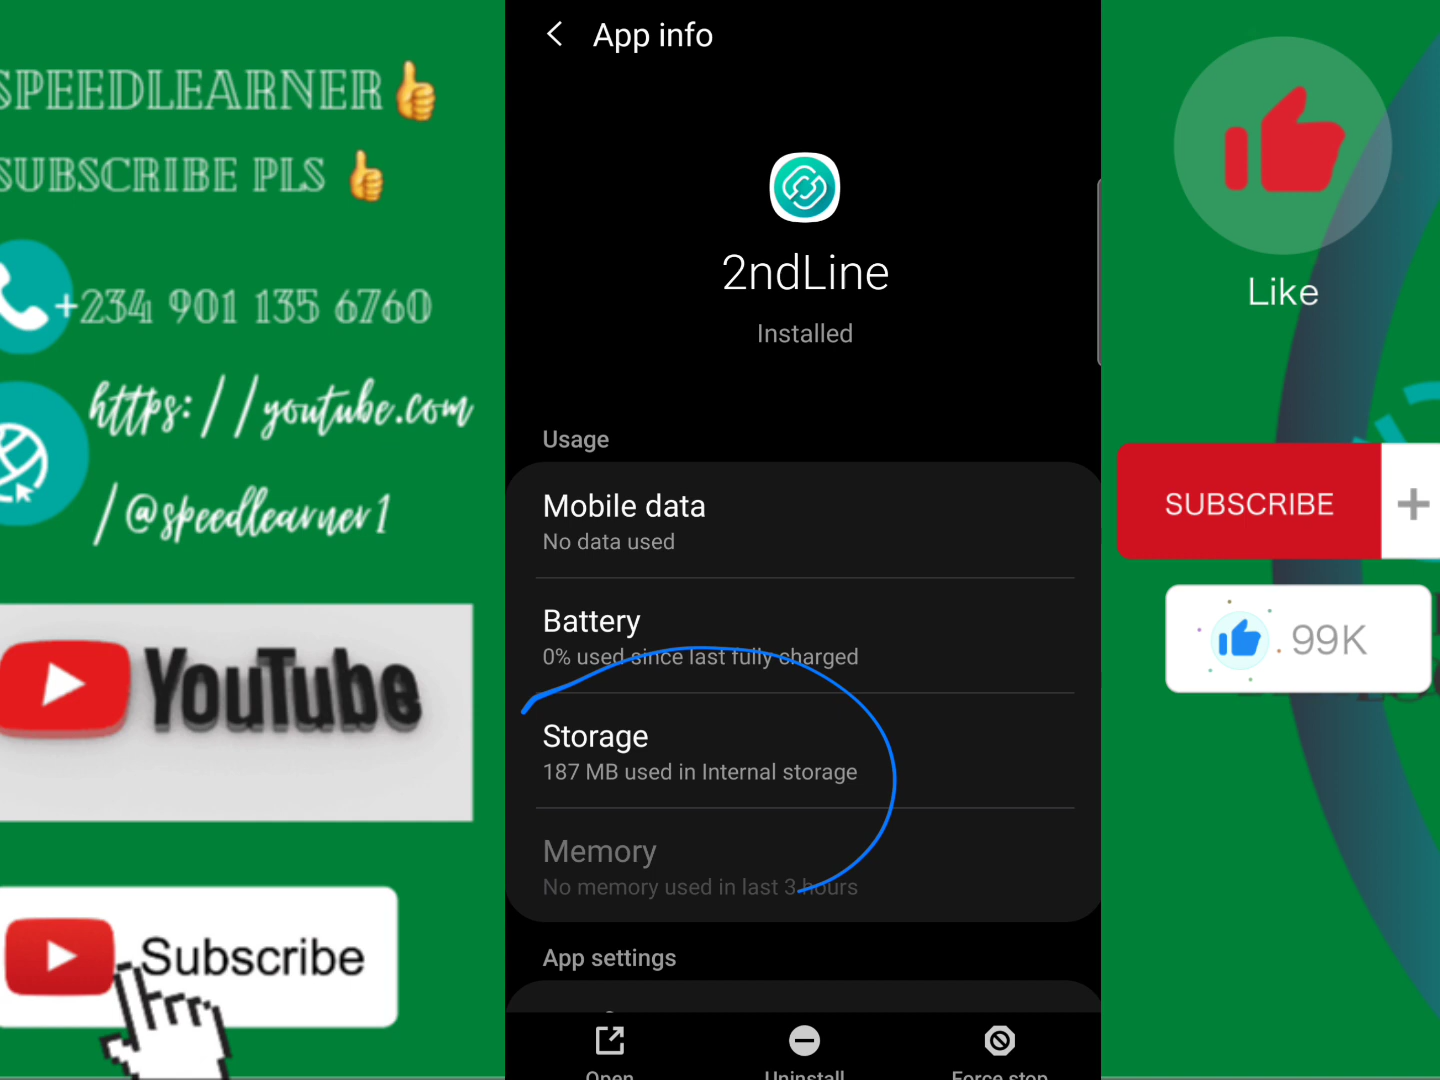 SPEEDLEARNER👍
SUBSCRIBE PLS 👍
+234 901 135 6760
https://youtube.com
/@speedlearner1
YouTube
Subscribe
App info
2ndLine
Installed
Usage
Mobile data
No data used
Battery
0% used since last fully charged
Storage
187 MB used in Internal storage
Memory
No memory used in last 3 hours
App settings
Open
Uninstall
Force stop
Like
SUBSCRIBE +
99K